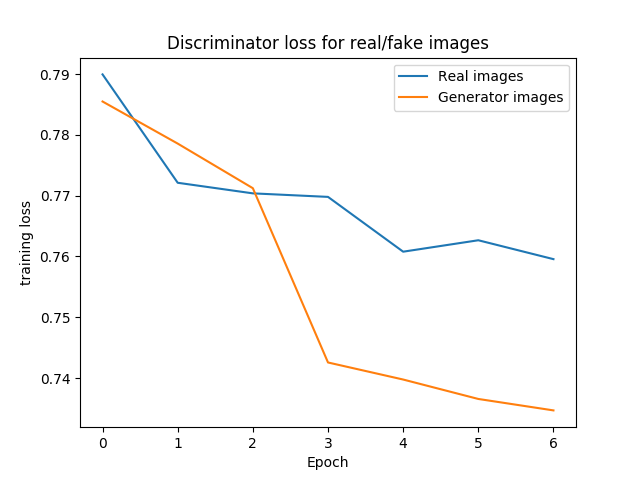 Discriminator loss for real/fake images
Real images
Generator images
training loss
0.79
0.78
0.77
0.76
0.75
0.74
0 1 2 3 4 5 6
Epoch